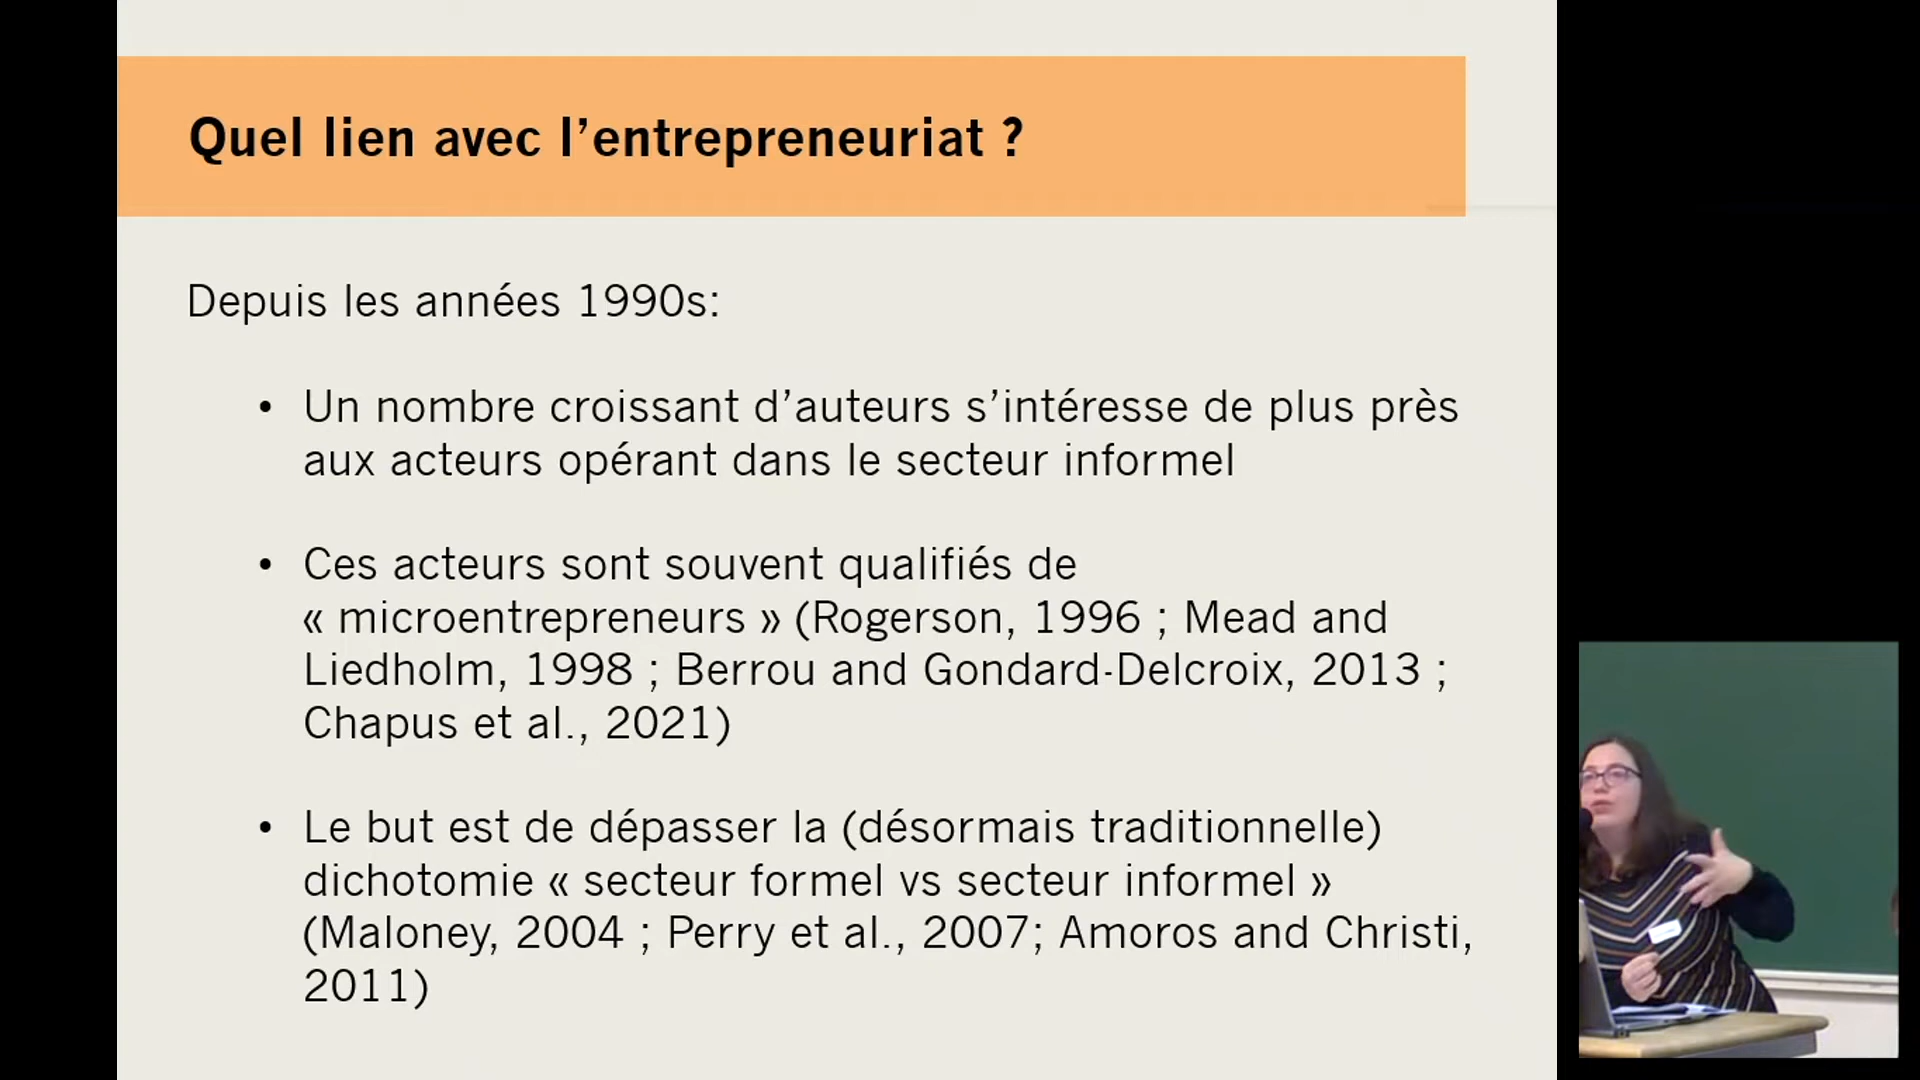 Quel lien avec l’entrepreneuriat ?
Depuis les années 1990s:
• Un nombre croissant d’auteurs s’intéresse de plus près
aux acteurs opérant dans le secteur informel
• Ces acteurs sont souvent qualifiés de
« microentrepreneurs » (Rogerson, 1996 ; Mead and
Liedholm, 1998 ; Berrou and Gondard-Delcroix, 2013 ;
Chapus et al., 2021)
• Le but est de dépasser la (désormais traditionnelle)
dichotomie « secteur formel vs secteur informel »
(Maloney, 2004 ; Perry et al., 2007; Amoros and Christi,
2011)